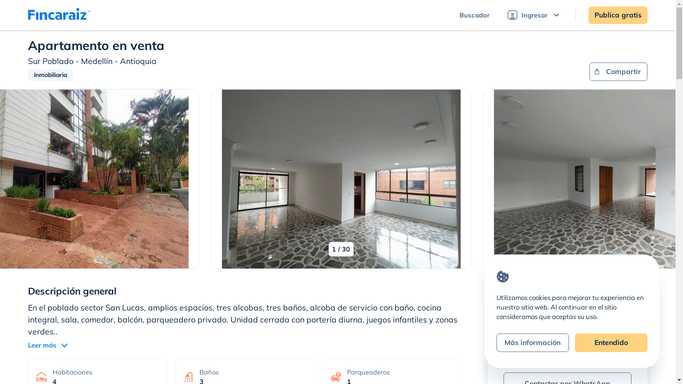 Fincaraiz
Buscador
Ingresar
Publica gratis
Apartamento en venta
Sur Poblado - Medellín - Antioquia
Inmobiliaria
Compartir
1 / 30
Descripción general
En el poblado sector San Lucas, amplios espacios, tres alcobas, tres baños, alcoba de servicio con baño, cocina
integral, sala, comedor, balcón, parqueadero privado. Unidad cerrada con portería diurna, juegos infantiles y zonas
verdes..
Leer más
Habitaciones
4
Baños
3
Parqueaderos
1
Utilizamos cookies para mejorar tu experiencia en
nuestro sitio web. Al continuar en el sitio
consideramos que aceptas su uso.
Más información
Entendido
Contactar por WhatsApp